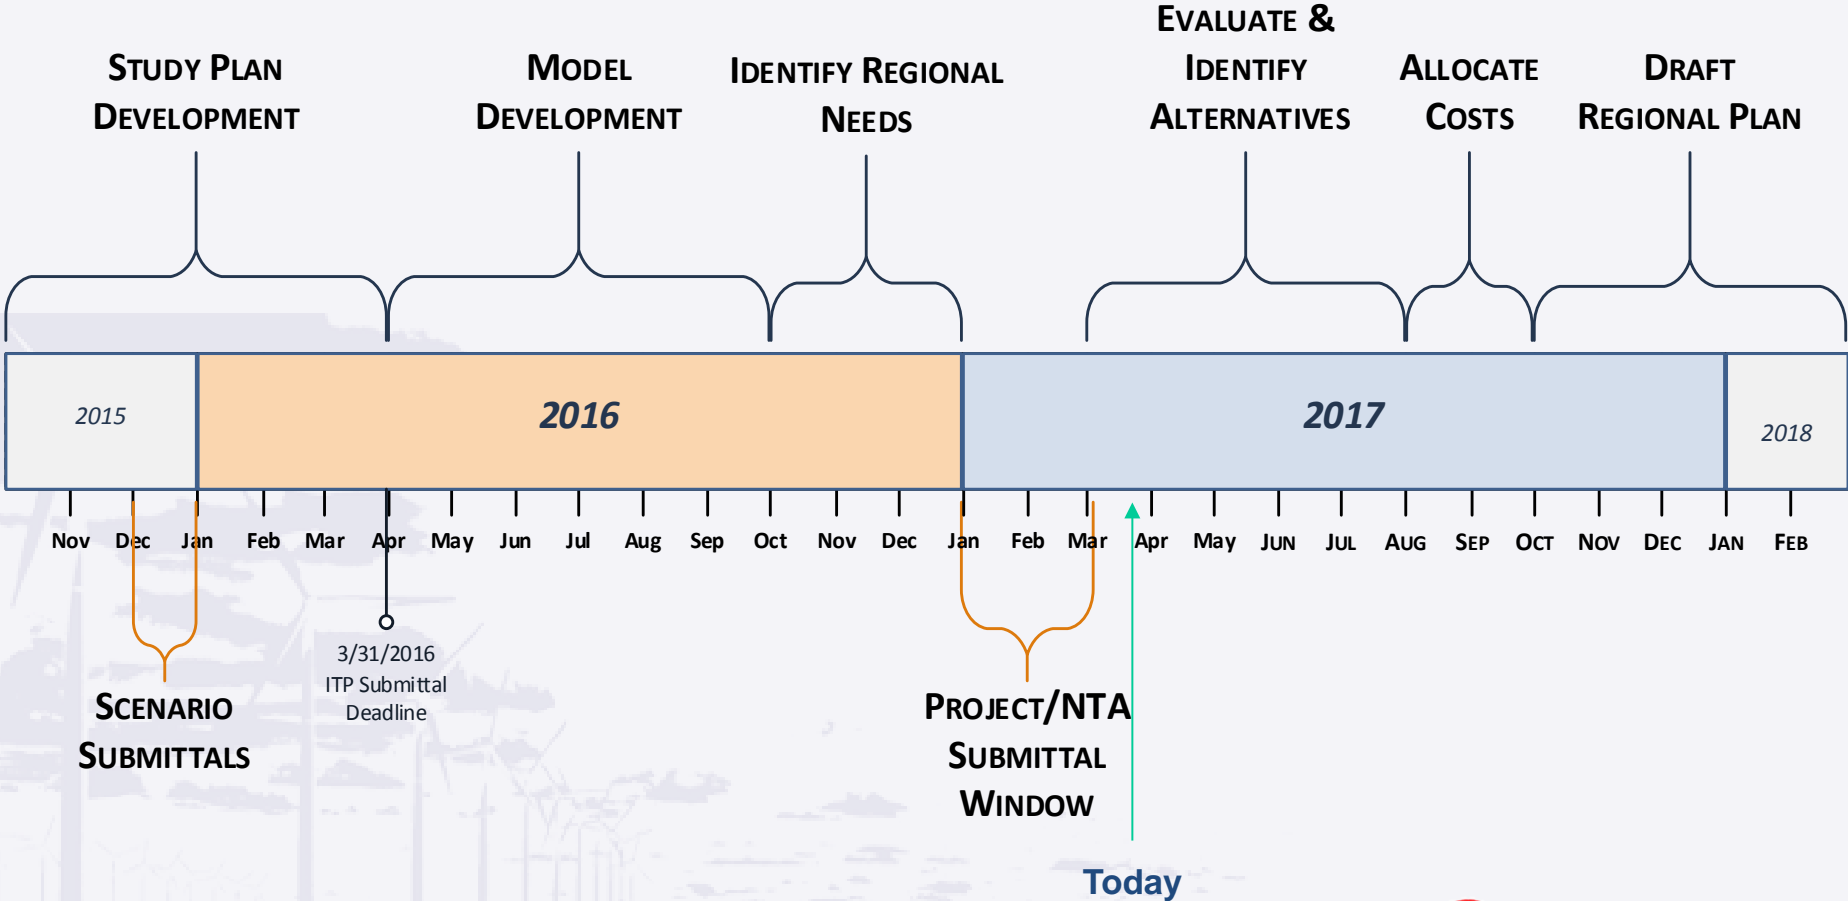 STUDY PLAN
DEVELOPMENT
MODEL
DEVELOPMENT
IDENTIFY REGIONAL
NEEDS
EVALUATE &
IDENTIFY
ALTERNATIVES
ALLOCATE
COSTS
DRAFT
REGIONAL PLAN
2015
2016
2017
2018
Nov Dec Jan Feb Mar Apr May Jun Jul Aug Sep Oct Nov Dec Jan Feb Mar Apr May JUN JUL AUG SEP OCT NOV DEC JAN FEB
SCENARIO
SUBMITTALS
3/31/2016
ITP Submittal
Deadline
PROJECT/NTA
SUBMITTAL
WINDOW
Today